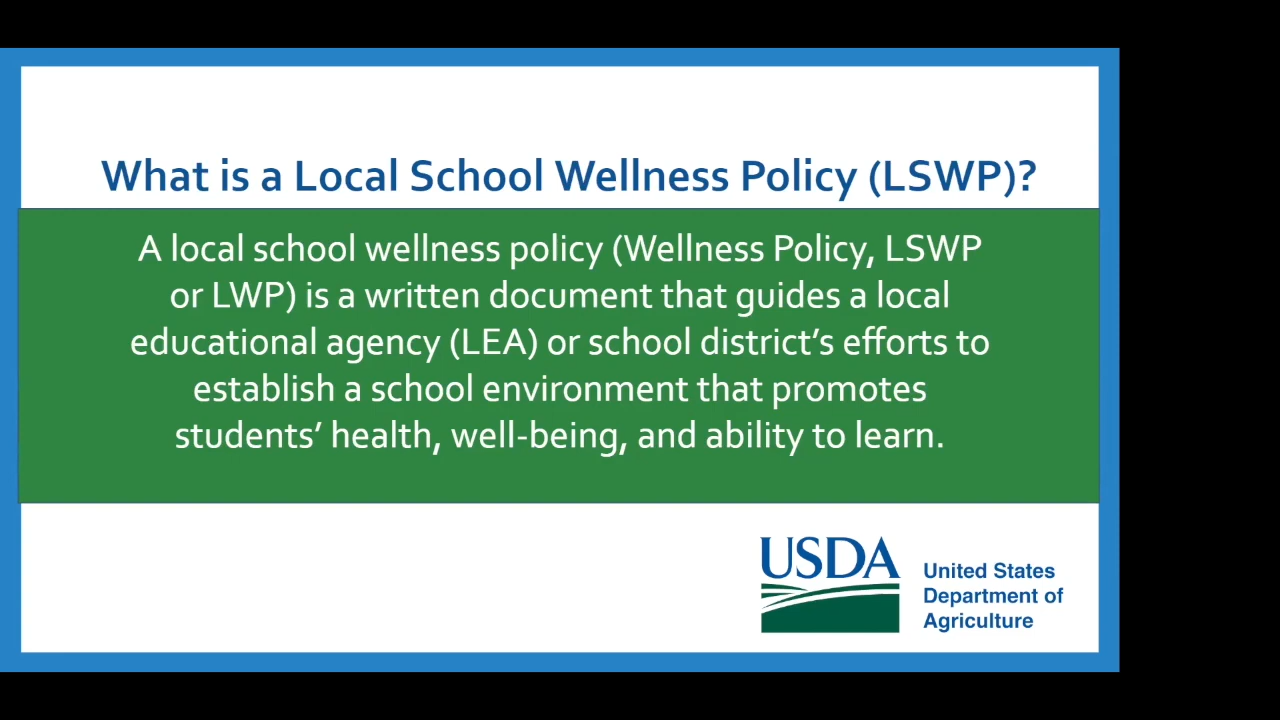 What is a Local School Wellness Policy (LSWP)?
A local school wellness policy (Wellness Policy, LSWP
or LWP) is a written document that guides a local
educational agency (LEA) or school district’s efforts to
establish a school environment that promotes
students’ health, well-being, and ability to learn.
USDA
United States
Department of
Agriculture